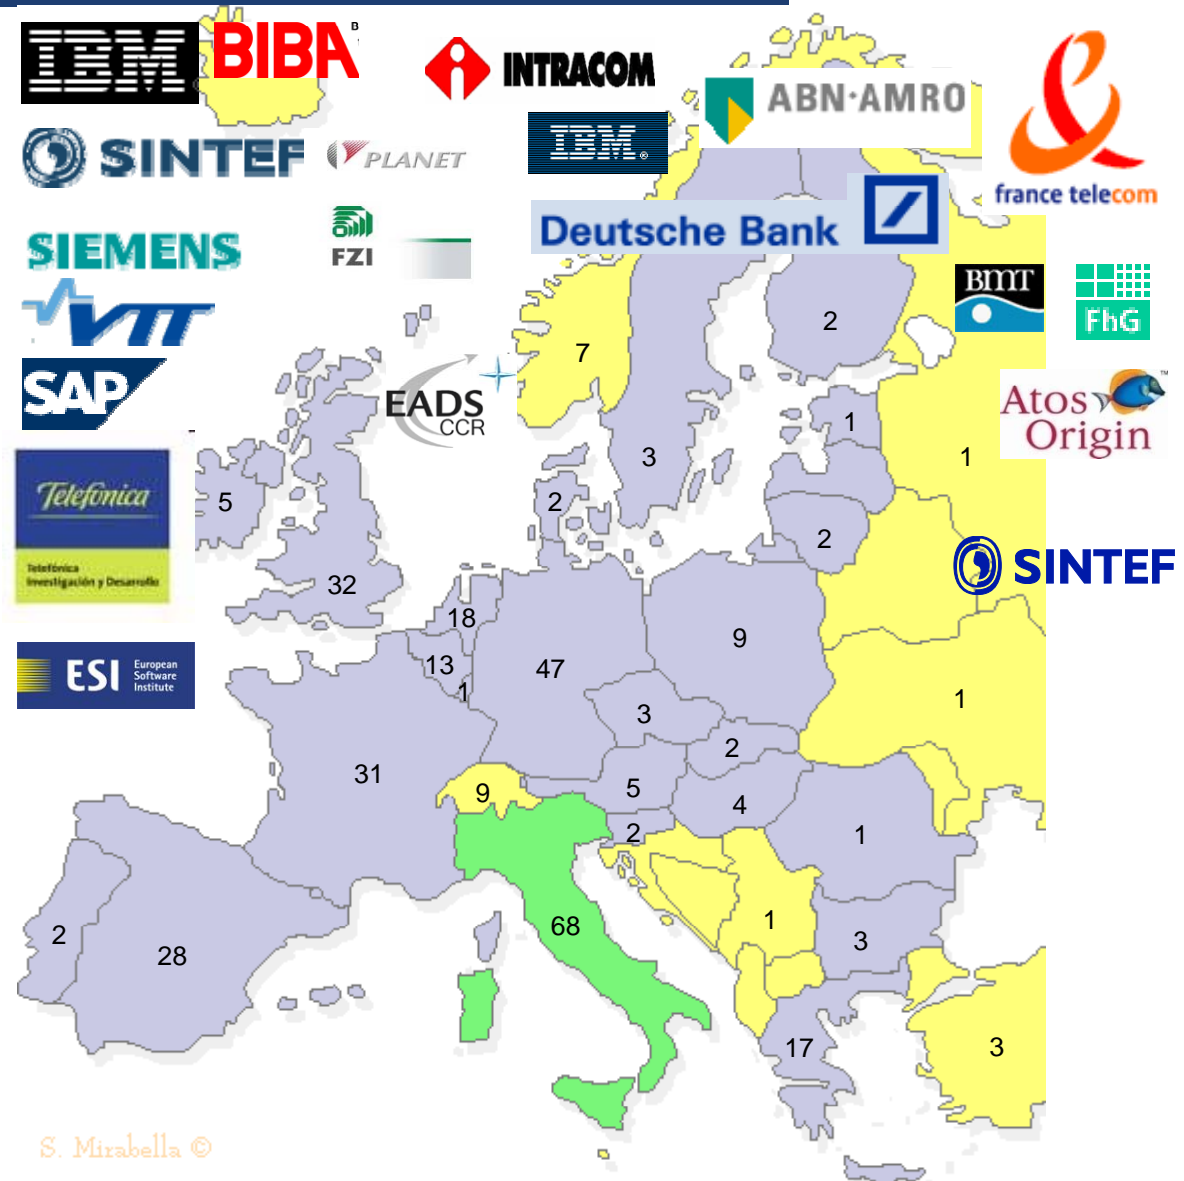 IBM
BIBA
B
INTRACOM
ABN·AMRO
IBM®
SINTEF
PLANET
france telecom
Deutsche Bank
SIEMENS
FZI
VTT
BMT
FhG
2
7
SAP
EADS
CCR
Atos ™
Origin
1
3
1
Telefónica
Telefónica
Investigación y Desarrollo
5
2
2
SINTEF
32
18
9
13
47
1
ESI European
Software
Institute
1
3
2
31
9
5
4
2
1
68
1
2
28
3
17
3
S. Mirabella ©